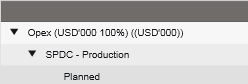 Opex (USD'000 100%) ((USD'000))
SPDC - Production
Planned